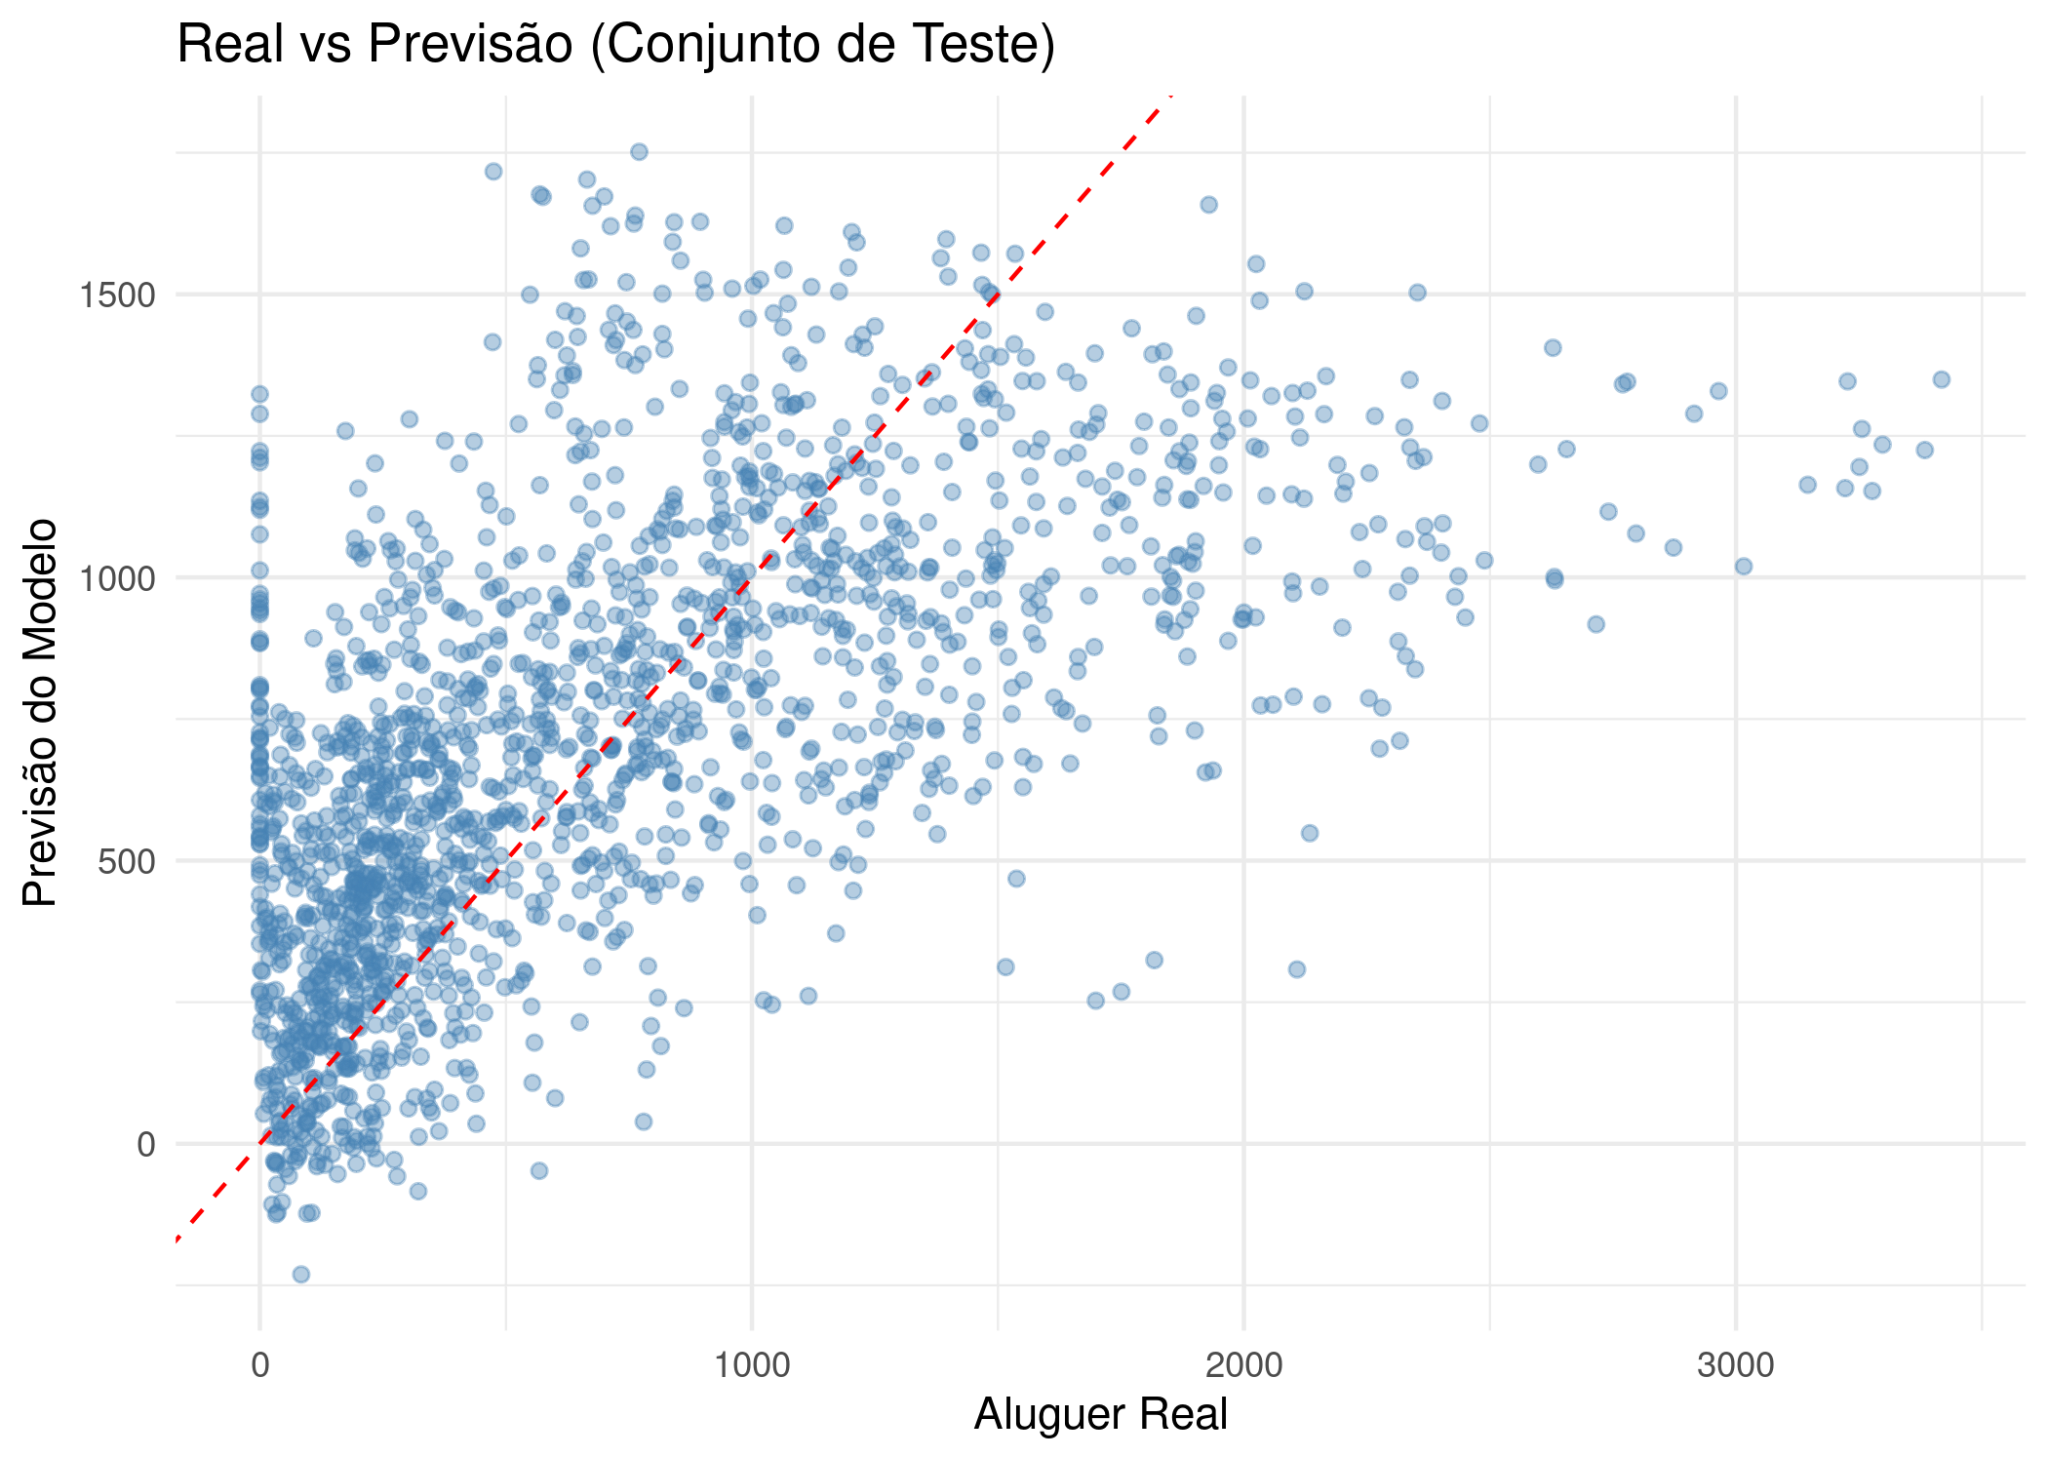 Real vs Previsão (Conjunto de Teste)
Previsão do Modelo
1500
1000
500
0
0 1000 2000 3000
Aluguer Real